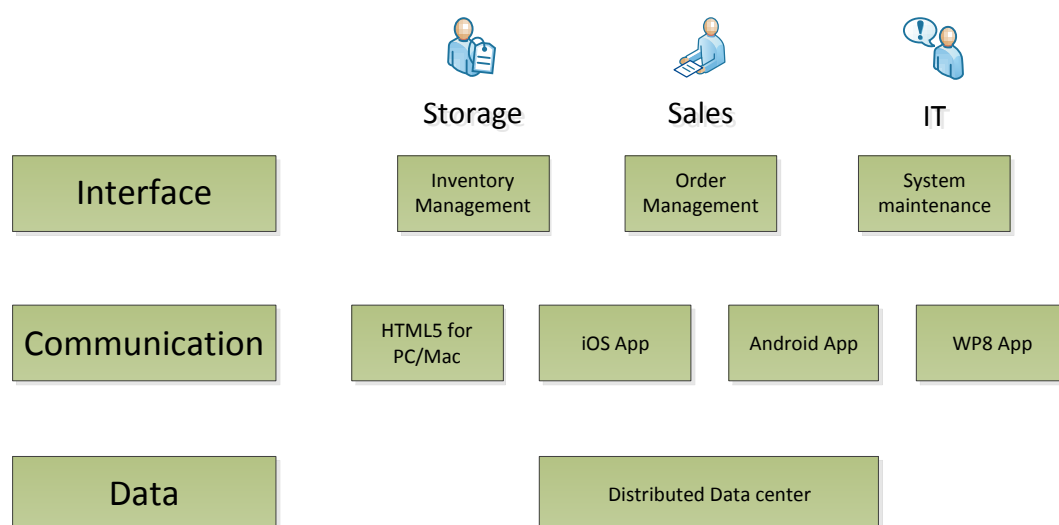 Storage
Sales
IT
Interface
Inventory
Management
Order
Management
System
maintenance
Communication
HTML5 for
PC/Mac
iOS App
Android App
WP8 App
Data
Distributed Data center